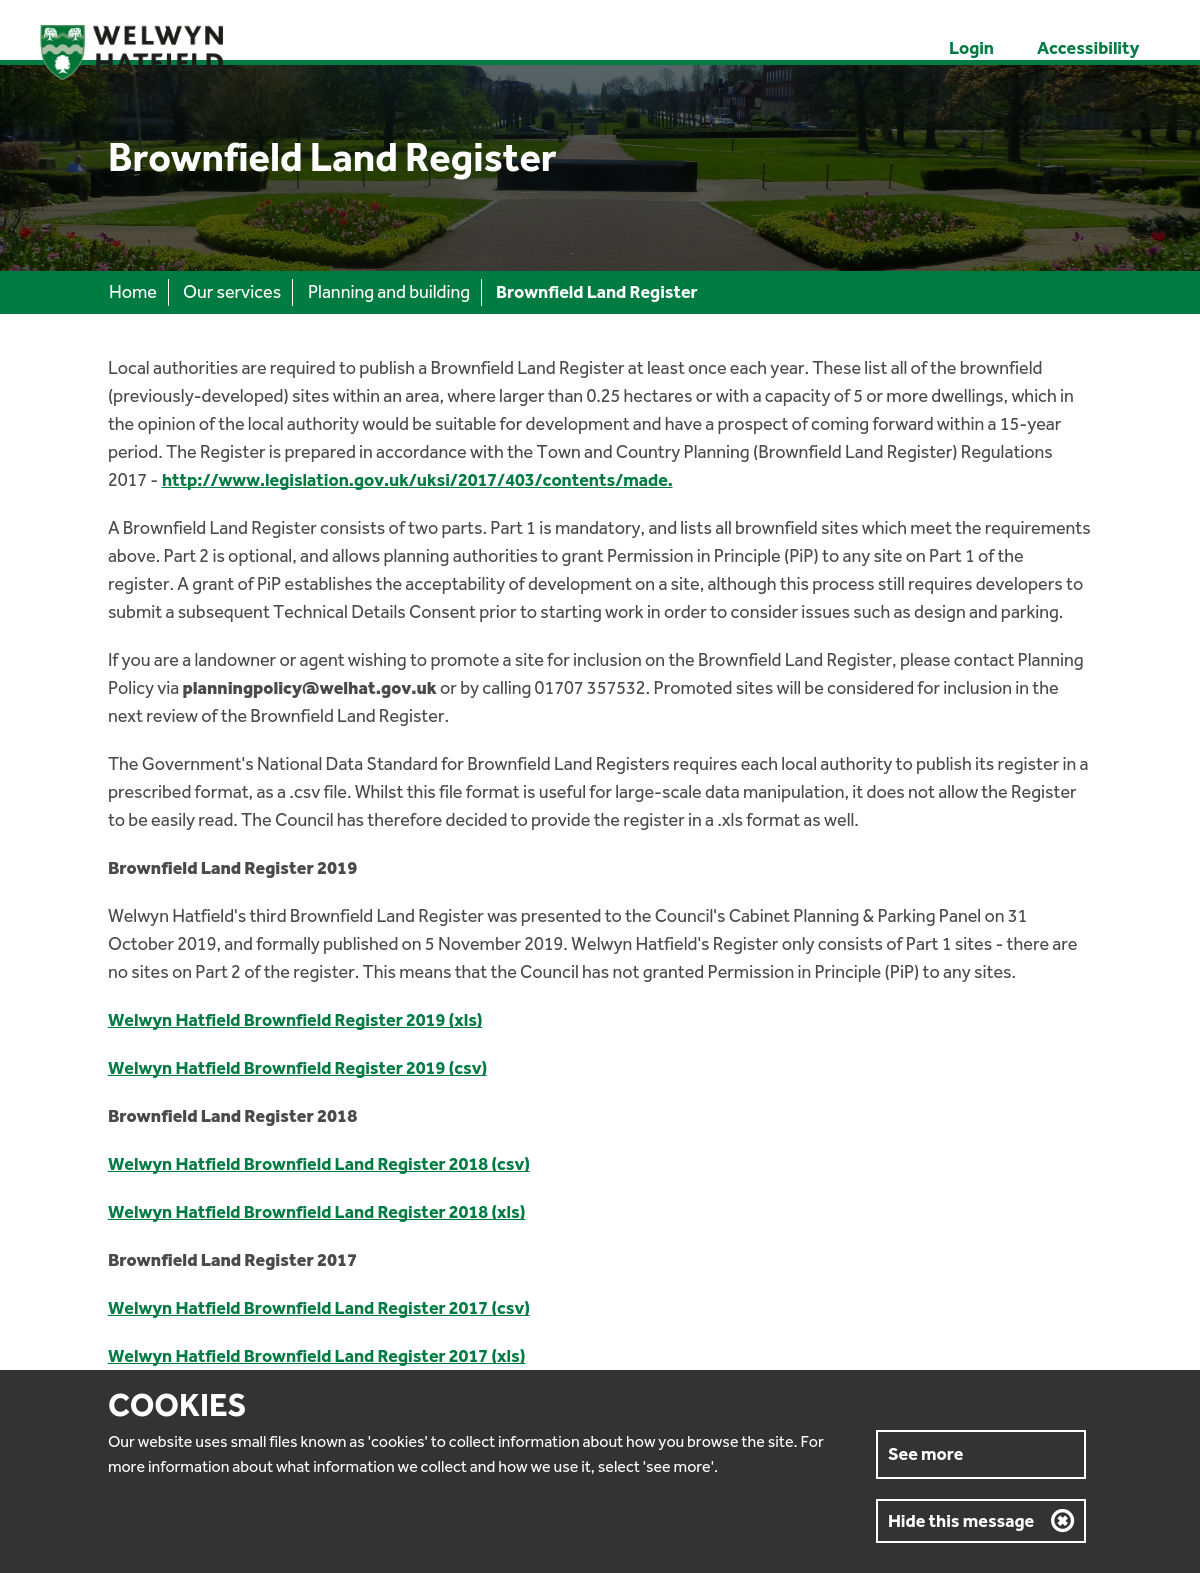 WELWYN
HATFIELD
Login
Accessibility
Brownfield Land Register
Home
Our services
Planning and building
Brownfield Land Register
Local authorities are required to publish a Brownfield Land Register at least once each year. These list all of the brownfield
(previously-developed) sites within an area, where larger than 0.25 hectares or with a capacity of 5 or more dwellings, which in
the opinion of the local authority would be suitable for development and have a prospect of coming forward within a 15-year
period. The Register is prepared in accordance with the Town and Country Planning (Brownfield Land Register) Regulations
2017 - http://www.legislation.gov.uk/uksi/2017/403/contents/made.
A Brownfield Land Register consists of two parts. Part 1 is mandatory, and lists all brownfield sites which meet the requirements
above. Part 2 is optional, and allows planning authorities to grant Permission in Principle (PiP) to any site on Part 1 of the
register. A grant of PiP establishes the acceptability of development on a site, although this process still requires developers to
submit a subsequent Technical Details Consent prior to starting work in order to consider issues such as design and parking.
If you are a landowner or agent wishing to promote a site for inclusion on the Brownfield Land Register, please contact Planning
Policy via planningpolicy@welhat.gov.uk or by calling 01707 357532. Promoted sites will be considered for inclusion in the
next review of the Brownfield Land Register.
The Government's National Data Standard for Brownfield Land Registers requires each local authority to publish its register in a
prescribed format, as a .csv file. Whilst this file format is useful for large-scale data manipulation, it does not allow the Register
to be easily read. The Council has therefore decided to provide the register in a .xls format as well.
Brownfield Land Register 2019
Welwyn Hatfield's third Brownfield Land Register was presented to the Council's Cabinet Planning & Parking Panel on 31
October 2019, and formally published on 5 November 2019. Welwyn Hatfield's Register only consists of Part 1 sites - there are
no sites on Part 2 of the register. This means that the Council has not granted Permission in Principle (PiP) to any sites.
Welwyn Hatfield Brownfield Register 2019 (xls)
Welwyn Hatfield Brownfield Register 2019 (csv)
Brownfield Land Register 2018
Welwyn Hatfield Brownfield Land Register 2018 (csv)
Welwyn Hatfield Brownfield Land Register 2018 (xls)
Brownfield Land Register 2017
Welwyn Hatfield Brownfield Land Register 2017 (csv)
Welwyn Hatfield Brownfield Land Register 2017 (xls)
COOKIES
Our website uses small files known as 'cookies' to collect information about how you browse the site. For
more information about what information we collect and how we use it, select 'see more'.
See more
Hide this message